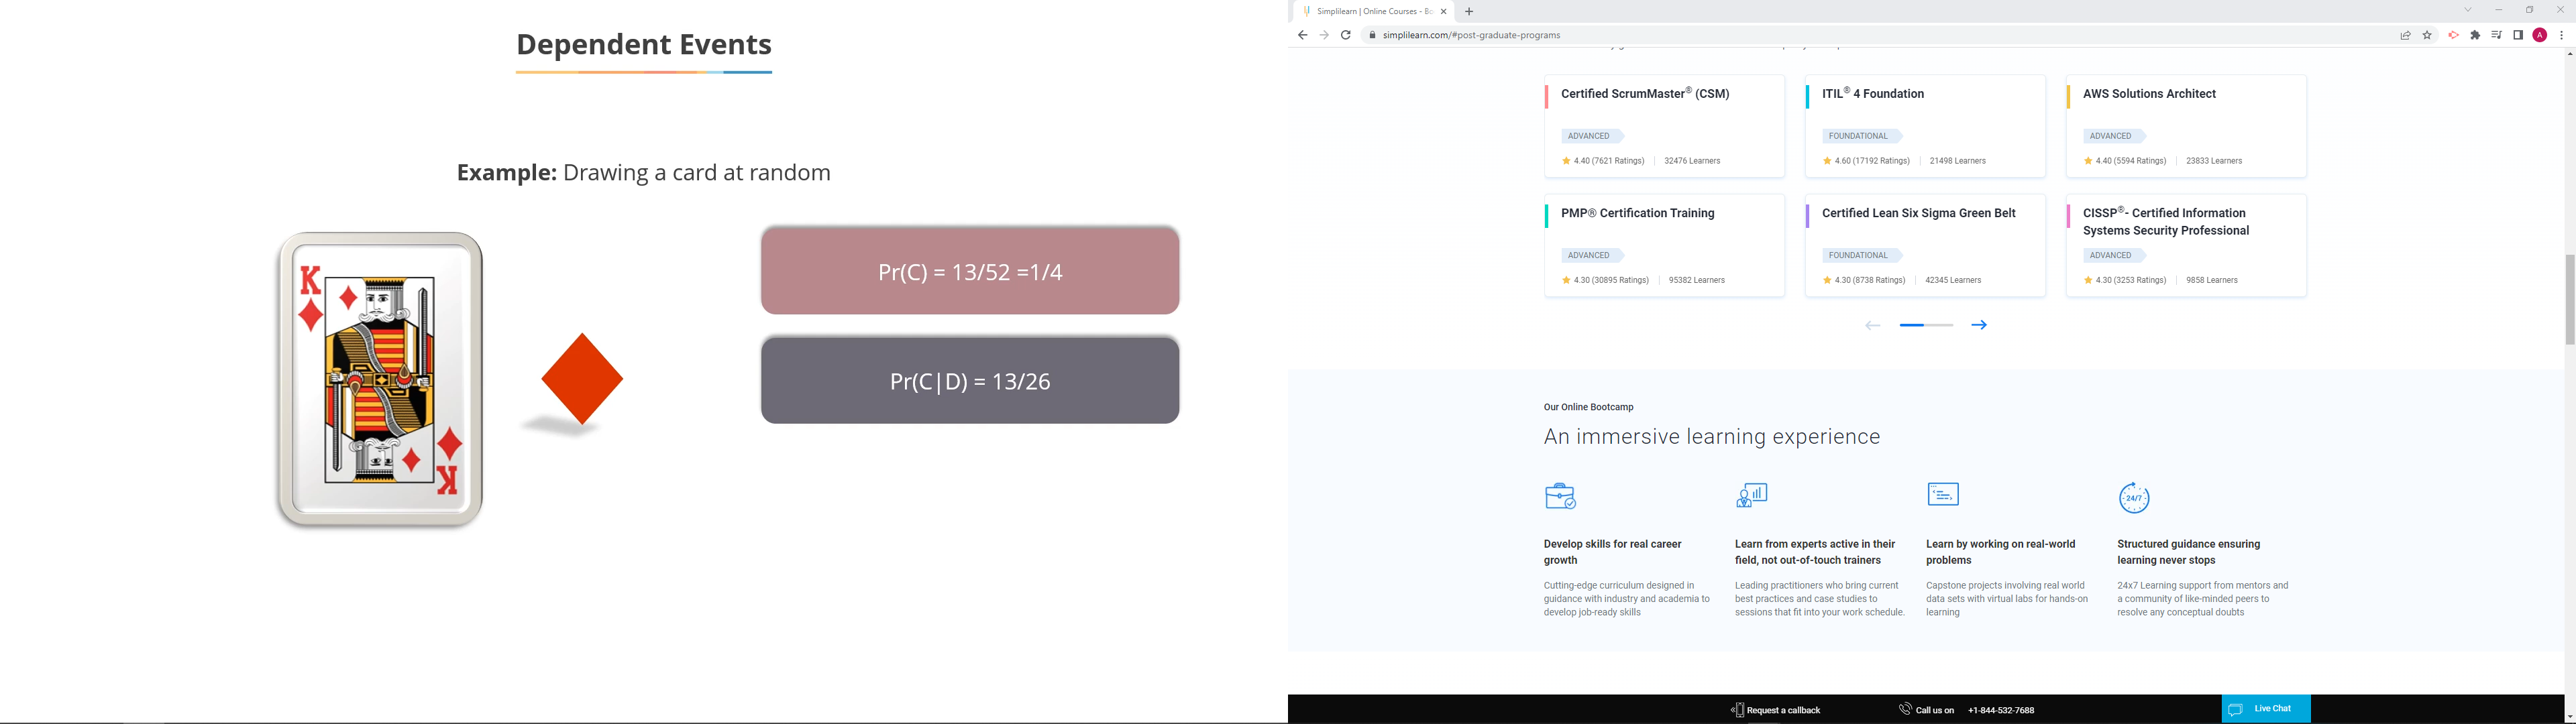 Dependent Events
Example: Drawing a card at random
K
K
Pr(C) = 13/52 =1/4
Pr(C|D) = 13/26
Simplilearn | Online Courses - Bo
simplilearn.com/#post-graduate-programs
A
Certified ScrumMaster® (CSM)
ADVANCED
4.40 (7621 Ratings) | 32476 Learners
ITIL® 4 Foundation
FOUNDATIONAL
4.60 (17192 Ratings) | 21498 Learners
AWS Solutions Architect
ADVANCED
4.40 (5594 Ratings) | 23833 Learners
PMP® Certification Training
ADVANCED
4.30 (30895 Ratings) | 95382 Learners
Certified Lean Six Sigma Green Belt
FOUNDATIONAL
4.30 (8738 Ratings) | 42345 Learners
CISSP®- Certified Information
Systems Security Professional
ADVANCED
4.30 (3253 Ratings) | 9858 Learners
Our Online Bootcamp
An immersive learning experience
Develop skills for real career
growth
Cutting-edge curriculum designed in
guidance with industry and academia to
develop job-ready skills
Learn from experts active in their
field, not out-of-touch trainers
Leading practitioners who bring current
best practices and case studies to
sessions that fit into your work schedule.
Learn by working on real-world
problems
Capstone projects involving real world
data sets with virtual labs for hands-on
learning
24/7
Structured guidance ensuring
learning never stops
24x7 Learning support from mentors and
a community of like-minded peers to
resolve any conceptual doubts
Request a callback
Call us on +1-844-532-7688
Live Chat